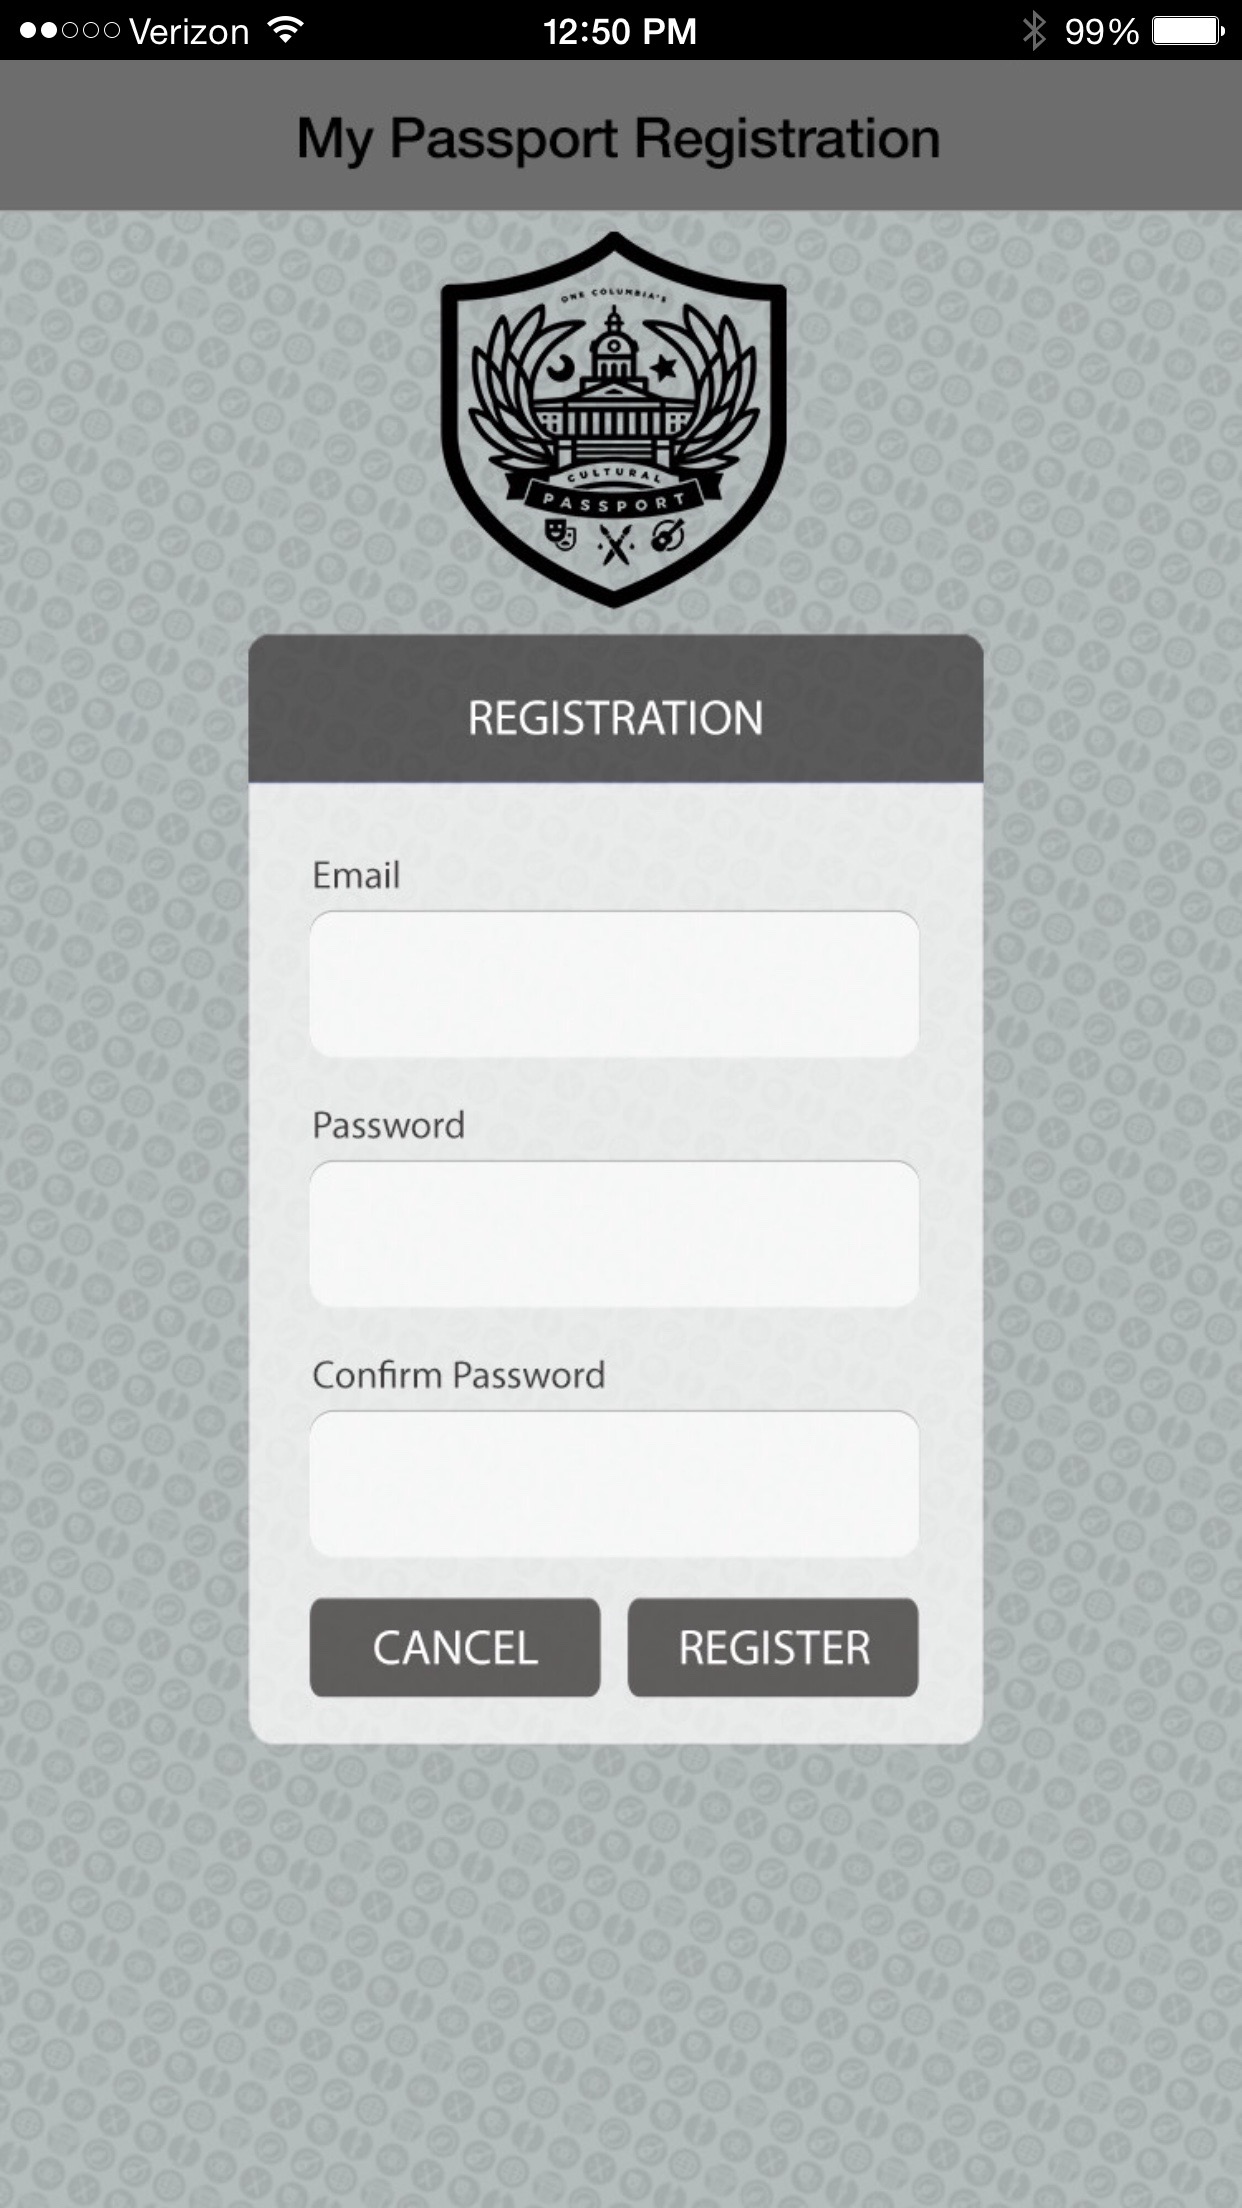 Verizon 12:50 PM 99%
My Passport Registration
ONE COLUMBIA'S
CULTURAL
PASSPORT
REGISTRATION
Email
Password
Confirm Password
CANCEL REGISTER